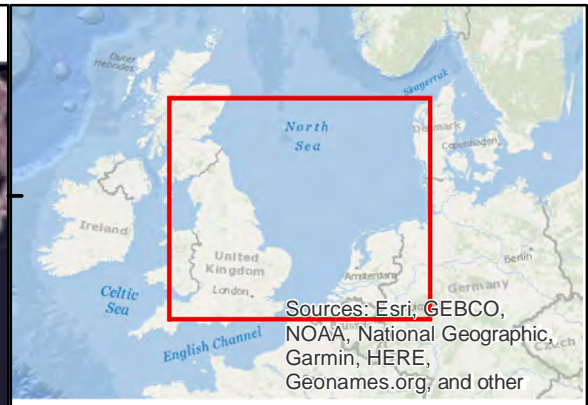 Outer
Hebrides
Skagerrak
North
Sea
Denmark
Copenhagen
Ireland
United
Kingdom
Berlin
Amsterdam
London
Germany
Celtic
Sea
Sources: Esri, GEBCO,
NOAA, National Geographic,
English Channel
Czech
Garmin, HERE,
Geonames.org, and other